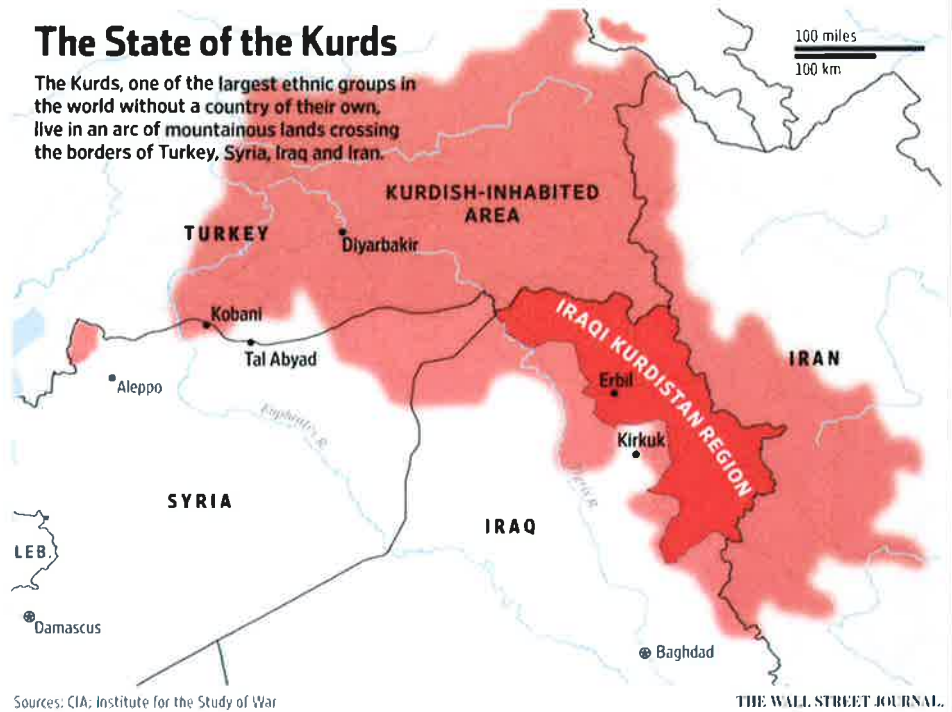 The State of the Kurds
The Kurds, one of the largest ethnic groups in
the world without a country of their own,
live in an arc of mountainous lands crossing
the borders of Turkey, Syria, Iraq and Iran.
100 miles
100 km
KURDISH-INHABITED
AREA
TURKEY
Diyarbakir
Kobani
Tal Abyad
Aleppo
Euphrates R.
IRAQI KURDISTAN REGION
IRAN
Erbil
Kirkuk
Tigris R.
SYRIA
IRAQ
LEB.
Damascus
Baghdad
Sources: CIA; Institute for the Study of War
THE WALL STREET JOURNAL.